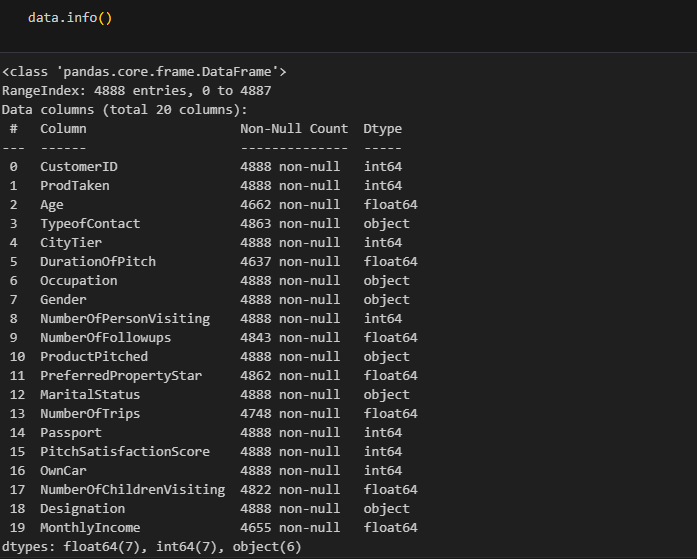 data.info()
<class 'pandas.core.frame.DataFrame'>
RangeIndex: 4888 entries, 0 to 4887
Data columns (total 20 columns):
 #   Column                    Non-Null Count  Dtype
---  ------                    --------------  -----
 0   CustomerID                4888 non-null   int64
 1   ProdTaken                 4888 non-null   int64
 2   Age                       4662 non-null   float64
 3   TypeofContact             4863 non-null   object
 4   CityTier                  4888 non-null   int64
 5   DurationOfPitch           4637 non-null   float64
 6   Occupation                4888 non-null   object
 7   Gender                    4888 non-null   object
 8   NumberOfPersonVisiting    4888 non-null   int64
 9   NumberOfFollowups         4843 non-null   float64
 10  ProductPitched            4888 non-null   object
 11  PreferredPropertyStar     4862 non-null   float64
 12  MaritalStatus             4888 non-null   object
 13  NumberOfTrips             4748 non-null   float64
 14  Passport                  4888 non-null   int64
 15  PitchSatisfactionScore    4888 non-null   int64
 16  OwnCar                    4888 non-null   int64
 17  NumberOfChildrenVisiting  4822 non-null   float64
 18  Designation               4888 non-null   object
 19  MonthlyIncome             4655 non-null   float64
dtypes: float64(7), int64(7), object(6)